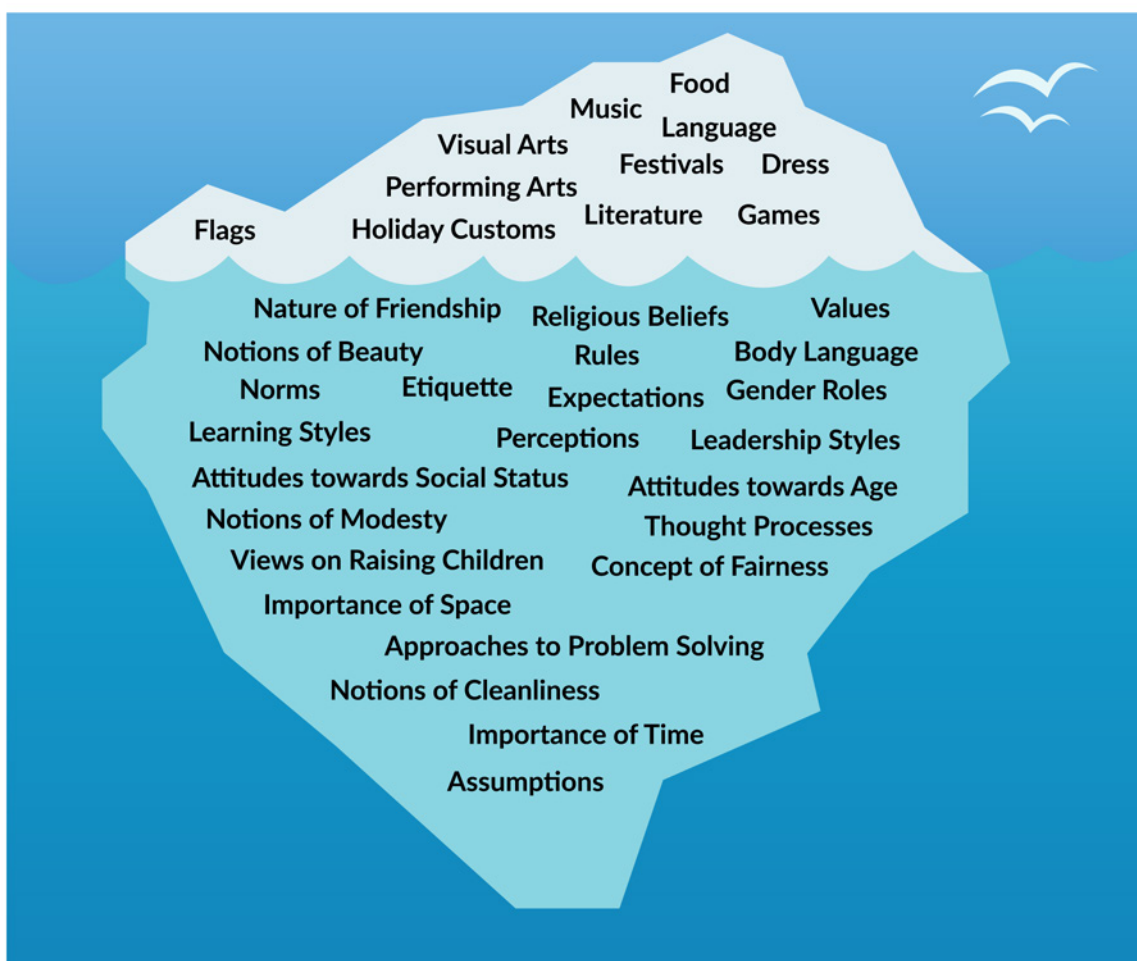 Food
Music
Language
Visual Arts
Festivals
Dress
Performing Arts
Literature
Games
Flags
Holiday Customs
Nature of Friendship
Religious Beliefs
Values
Notions of Beauty
Rules
Body Language
Norms
Etiquette
Expectations
Gender Roles
Learning Styles
Perceptions
Leadership Styles
Attitudes towards Social Status
Attitudes towards Age
Notions of Modesty
Thought Processes
Views on Raising Children
Concept of Fairness
Importance of Space
Approaches to Problem Solving
Notions of Cleanliness
Importance of Time
Assumptions